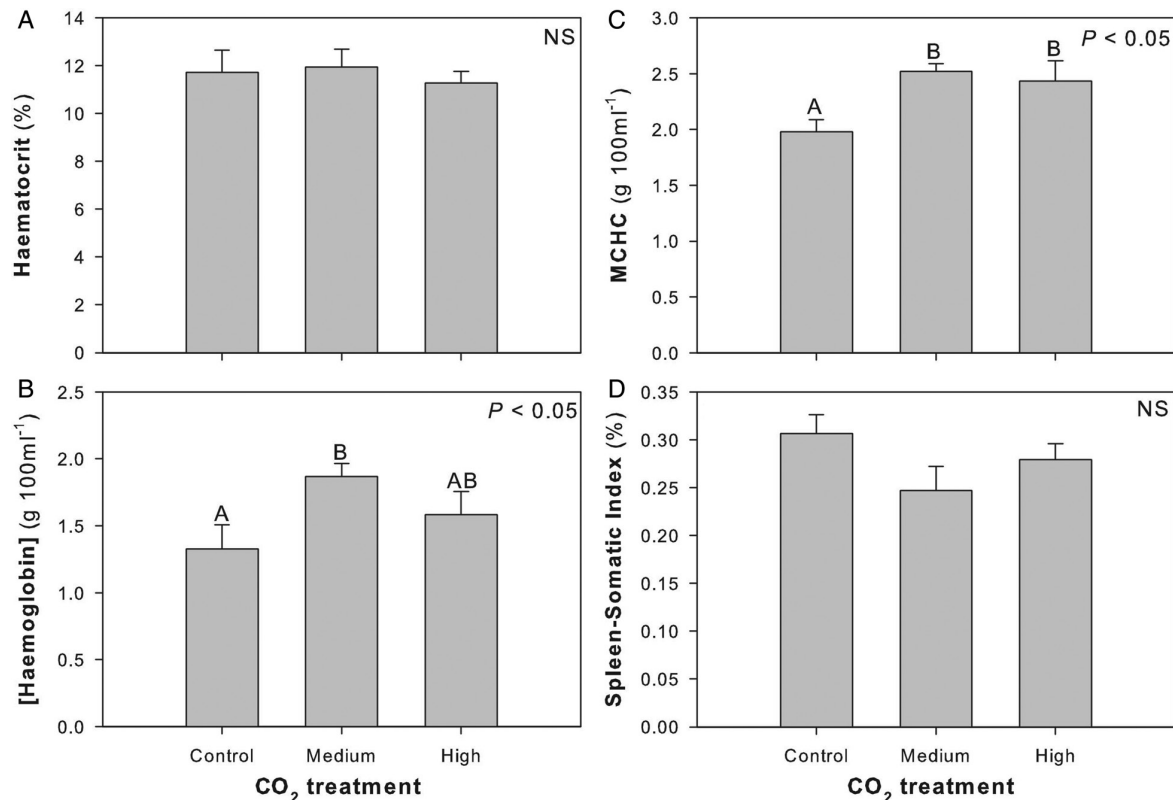 A
Haematocrit (%)
14
12
10
8
6
4
2
0
NS
B
[Haemoglobin] (g 100ml⁻¹)
2.5
2.0
1.5
1.0
0.5
0.0
P < 0.05
A
B
AB
Control Medium High
CO₂ treatment
C
MCHC (g 100ml⁻¹)
3.0
2.5
2.0
1.5
1.0
0.5
0.0
P < 0.05
A
B
B
D
Spleen-Somatic Index (%)
0.35
0.30
0.25
0.20
0.15
0.10
0.05
0.00
NS
Control Medium High
CO₂ treatment